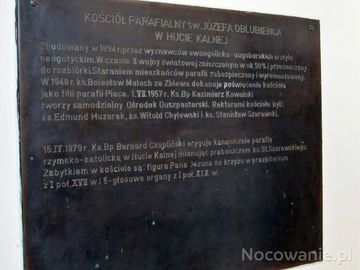 KOŚCIÓŁ PARAFIALNY ŚW. JÓZEFA OBLUBIEŃCA
W HUCIE KALNEJ
Zbudowany w 1894 r. przez wyznawców ewangelicko-augsburskich w stylu
neogotyckim. W czasie II wojny światowej zniszczonym w ok. 50% i przeznaczony
do rozbiórki. Staraniem mieszkańców parafii zabezpieczony i wyremontowany.
W 1946 r. ks. Bolesław Meloch ze Zblewa dokonuje poświęcenia kościoła
jako filii parafii Piece. 1.VII.1957 r. Ks. Bp Kazimierz Kowalski
tworzy samodzielny Ośrodek Duszpasterski. Rektorami kościoła byli:
ks. Edmund Huzarek, ks. Witold Chylewski i ks. Stanisław Szurawski.
15.IV.1979 r. Ks. Bp Bernard Czapliński eryguje kanonicznie parafię
rzymsko-katolicką w Hucie Kalnej mianując proboszczem ks. St. Szurawskiego.
Zabytkiem w kościele są: figura Pana Jezusa na krzyżu w prezbiterium
z I poł. XVII w. i 5-głosowe organy z I poł. XIX w.
Nocowanie.pl